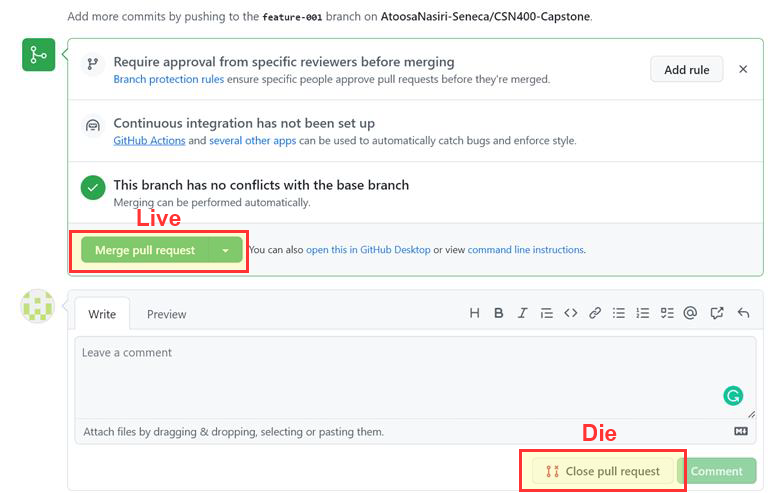 Add more commits by pushing to the feature-001 branch on AtoosaNasiri-Seneca/CSN400-Capstone.
Require approval from specific reviewers before merging
Branch protection rules ensure specific people approve pull requests before they're merged.
Add rule
Continuous integration has not been set up
GitHub Actions and several other apps can be used to automatically catch bugs and enforce style.
This branch has no conflicts with the base branch
Merging can be performed automatically.
Live
Merge pull request
You can also open this in GitHub Desktop or view command line instructions.
Write Preview
Leave a comment
Attach files by dragging & dropping, selecting or pasting them.
Die
Close pull request Comment